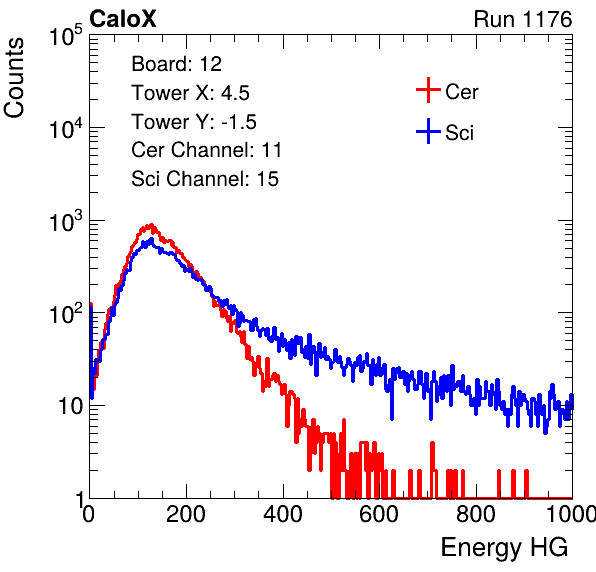 CaloX Run 1176
Counts
Board: 12
Tower X: 4.5
Tower Y: -1.5
Cer Channel: 11
Sci Channel: 15
Cer
Sci
10^5
10^4
10^3
10^2
10
1
0 200 400 600 800 1000
Energy HG